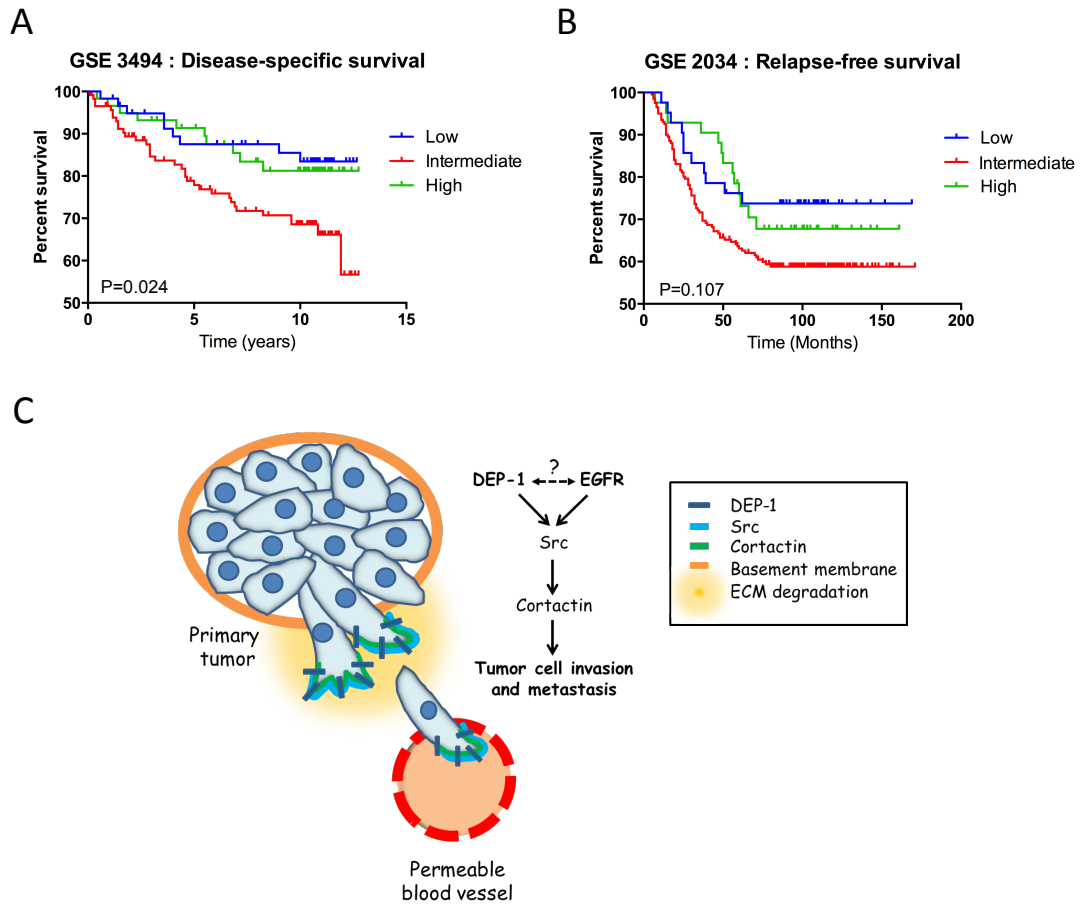 A
GSE 3494 : Disease-specific survival
Percent survival
100
90
80
70
60
50
0
5
10
15
Time (years)
P=0.024
Low
Intermediate
High
B
GSE 2034 : Relapse-free survival
Percent survival
100
90
80
70
60
50
0
50
100
150
200
Time (Months)
P=0.107
Low
Intermediate
High
C
Primary
tumor
Permeable
blood vessel
?
DEP-1 EGFR
Src
Cortactin
Tumor cell invasion
and metastasis
DEP-1
Src
Cortactin
Basement membrane
ECM degradation